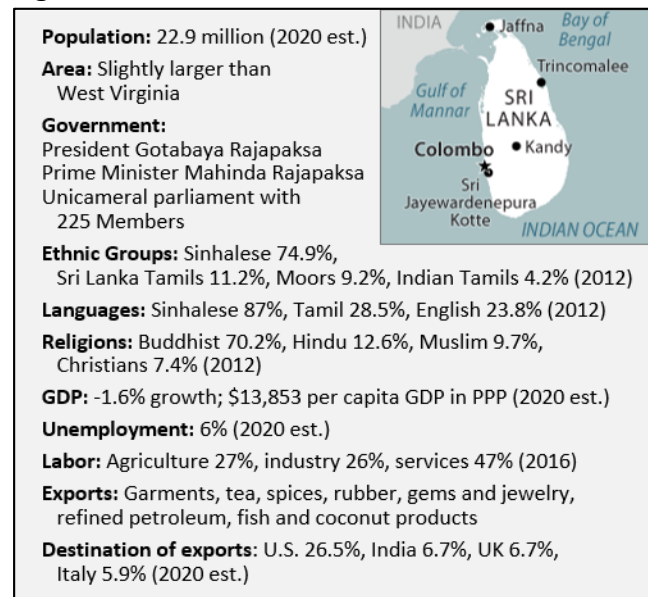 Population: 22.9 million (2020 est.)
Area: Slightly larger than
West Virginia
Government:
President Gotabaya Rajapaksa
Prime Minister Mahinda Rajapaksa
Unicameral parliament with
225 Members
INDIA
Jaffna
Bay of
Bengal
Trincomalee
Gulf of
Mannar
SRI
LANKA
Colombo
Kandy
Sri
Jayewardenepura
Kotte
INDIAN OCEAN
Ethnic Groups: Sinhalese 74.9%,
Sri Lanka Tamils 11.2%, Moors 9.2%, Indian Tamils 4.2% (2012)
Languages: Sinhalese 87%, Tamil 28.5%, English 23.8% (2012)
Religions: Buddhist 70.2%, Hindu 12.6%, Muslim 9.7%,
Christians 7.4% (2012)
GDP: -1.6% growth; $13,853 per capita GDP in PPP (2020 est.)
Unemployment: 6% (2020 est.)
Labor: Agriculture 27%, industry 26%, services 47% (2016)
Exports: Garments, tea, spices, rubber, gems and jewelry,
refined petroleum, fish and coconut products
Destination of exports: U.S. 26.5%, India 6.7%, UK 6.7%,
Italy 5.9% (2020 est.)